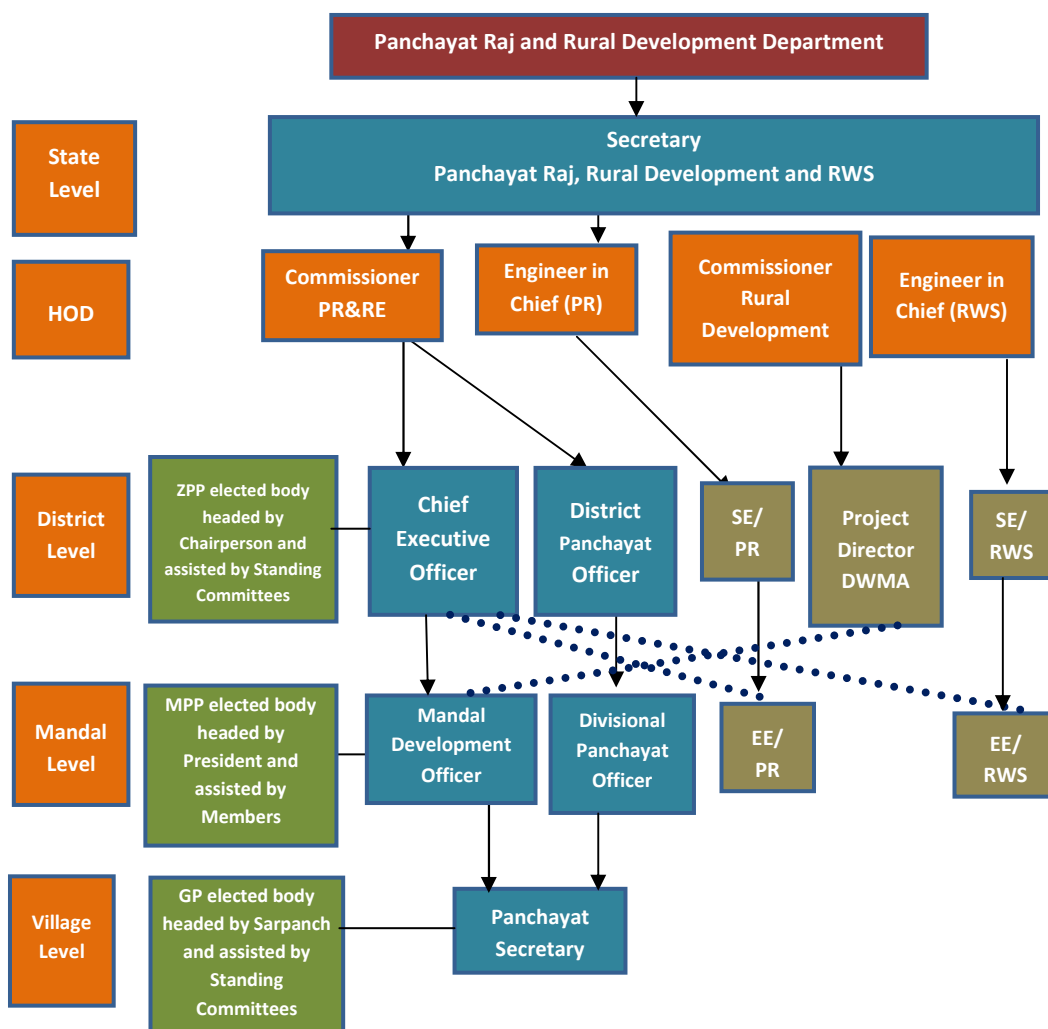 Panchayat Raj and Rural Development Department
State
Level
Secretary
Panchayat Raj, Rural Development and RWS
HOD
Commissioner
PR&RE
Engineer in
Chief (PR)
Commissioner
Rural
Development
Engineer in
Chief (RWS)
District
Level
ZPP elected body
headed by
Chairperson and
assisted by Standing
Committees
Chief
Executive
Officer
District
Panchayat
Officer
SE/
PR
Project
Director
DWMA
SE/
RWS
Mandal
Level
MPP elected body
headed by
President and
assisted by
Members
Mandal
Development
Officer
Divisional
Panchayat
Officer
EE/
PR
EE/
RWS
Village
Level
GP elected body
headed by Sarpanch
and assisted by
Standing
Committees
Panchayat
Secretary